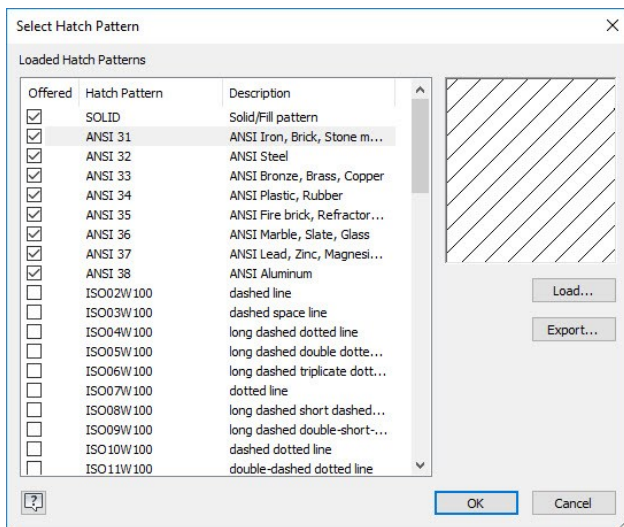 Select Hatch Pattern
Loaded Hatch Patterns
Offered Hatch Pattern Description
SOLID Solid/Fill pattern
ANSI 31 ANSI Iron, Brick, Stone m...
ANSI 32 ANSI Steel
ANSI 33 ANSI Bronze, Brass, Copper
ANSI 34 ANSI Plastic, Rubber
ANSI 35 ANSI Fire brick, Refractor...
ANSI 36 ANSI Marble, Slate, Glass
ANSI 37 ANSI Lead, Zinc, Magnesi...
ANSI 38 ANSI Aluminum
ISO02W100 dashed line
ISO03W100 dashed space line
ISO04W100 long dashed dotted line
ISO05W100 long dashed double dotte...
ISO06W100 long dashed triplicate dott...
ISO07W100 dotted line
ISO08W100 long dashed short dashed...
ISO09W100 long dashed double-short-...
ISO10W100 dashed dotted line
ISO11W100 double-dashed dotted line
Load...
Export...
?
OK Cancel